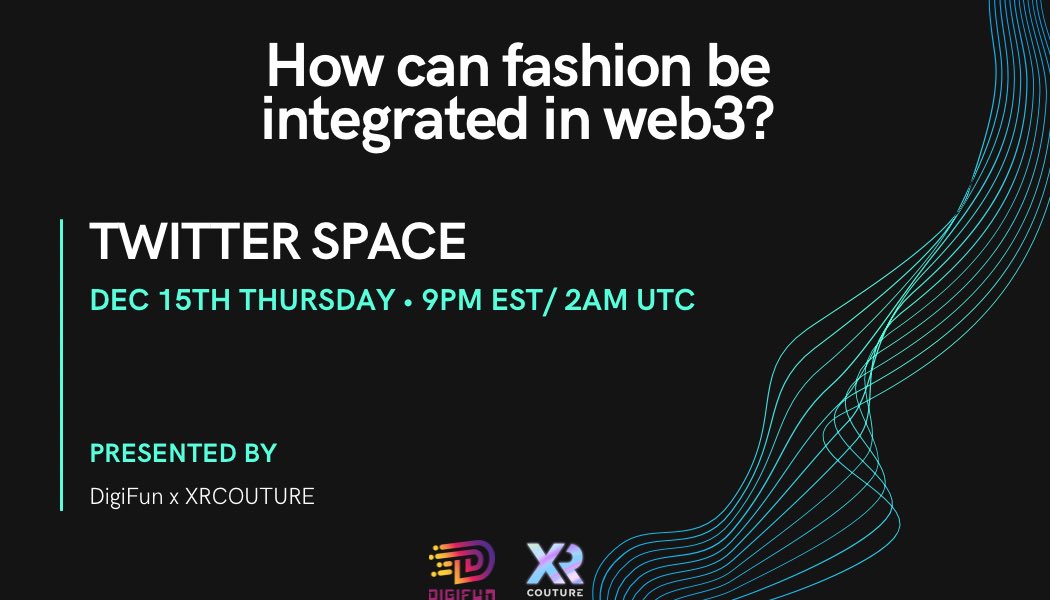 How can fashion be
integrated in web3?
TWITTER SPACE
DEC 15TH THURSDAY • 9PM EST/ 2AM UTC
PRESENTED BY
DigiFun x XRCOUTURE
D
DIGIFUN
XR
COUTURE